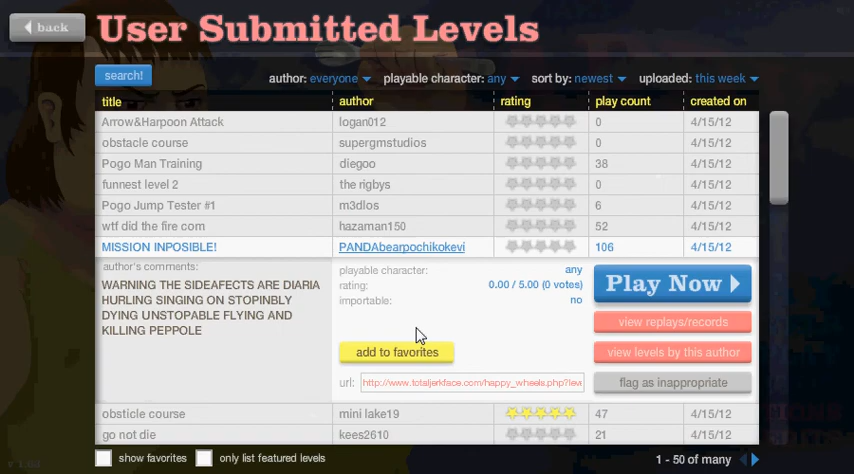 back
User Submitted Levels
search!
author: everyone playable character: any sort by: newest uploaded: this week
title author rating play count created on
Arrow&Harpoon Attack logan012 0 4/15/12
obstacle course supergmstudios 0 4/15/12
Pogo Man Training diegoo 38 4/15/12
funnest level 2 the rigbys 0 4/15/12
Pogo Jump Tester #1 m3dlos 6 4/15/12
wtf did the fire com hazaman150 52 4/15/12
MISSION INPOSIBLE! PANDAbearpochikokevi 106 4/15/12
author's comments:
WARNING THE SIDEAFECTS ARE DIARIA
HURLING SINGING ON STOPINBLY
DYING UNSTOPABLE FLYING AND
KILLING PEPPOLE
playable character: any
rating: 0.00 / 5.00 (0 votes)
importable: no
add to favorites
url: http://www.totaljerkface.com/happy_wheels.php?leve
Play Now
view replays/records
view levels by this author
flag as inappropriate
obsticle course mini lake19 47 4/15/12
go not die kees2610 21 4/15/12
show favorites only list featured levels 1 - 50 of many